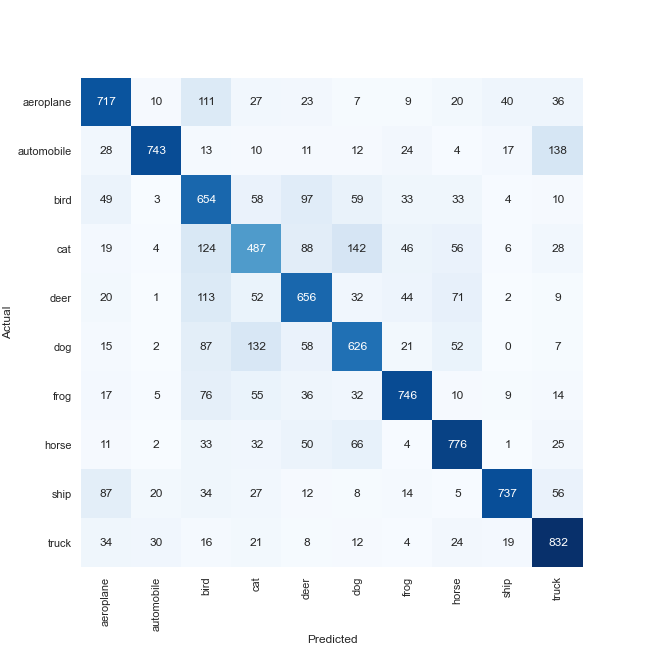 aeroplane 717 10 111 27 23 7 9 20 40 36
automobile 28 743 13 10 11 12 24 4 17 138
bird 49 3 654 58 97 59 33 33 4 10
cat 19 4 124 487 88 142 46 56 6 28
deer 20 1 113 52 656 32 44 71 2 9
dog 15 2 87 132 58 626 21 52 0 7
frog 17 5 76 55 36 32 746 10 9 14
horse 11 2 33 32 50 66 4 776 1 25
ship 87 20 34 27 12 8 14 5 737 56
truck 34 30 16 21 8 12 4 24 19 832
Actual
aeroplane automobile bird cat deer dog frog horse ship truck
Predicted